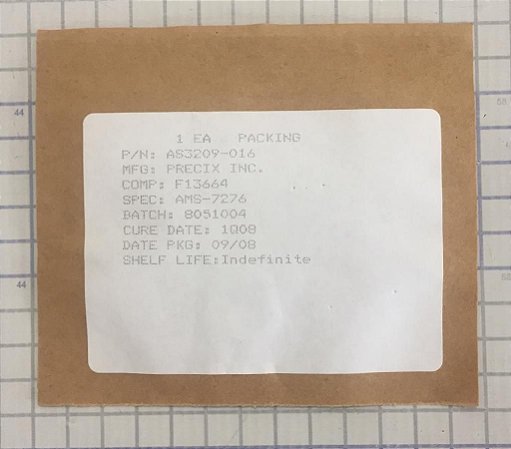 1 EA PACKING
P/N: AS3209-016
MFG: PRECIX INC.
COMP: F13664
SPEC: AMS-7276
BATCH: 8051004
CURE DATE: 1Q08
DATE PKG: 09/08
SHELF LIFE:Indefinite
44
44
58